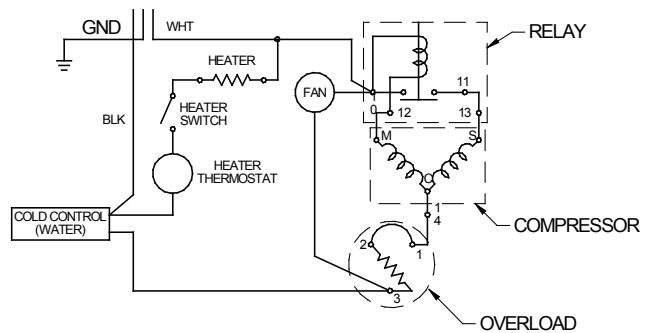 GND
WHT
RELAY
HEATER
FAN
11
0
12
13
BLK
HEATER
SWITCH
M
S
HEATER
THERMOSTAT
C
COLD CONTROL
(WATER)
1
4
COMPRESSOR
2
1
3
OVERLOAD